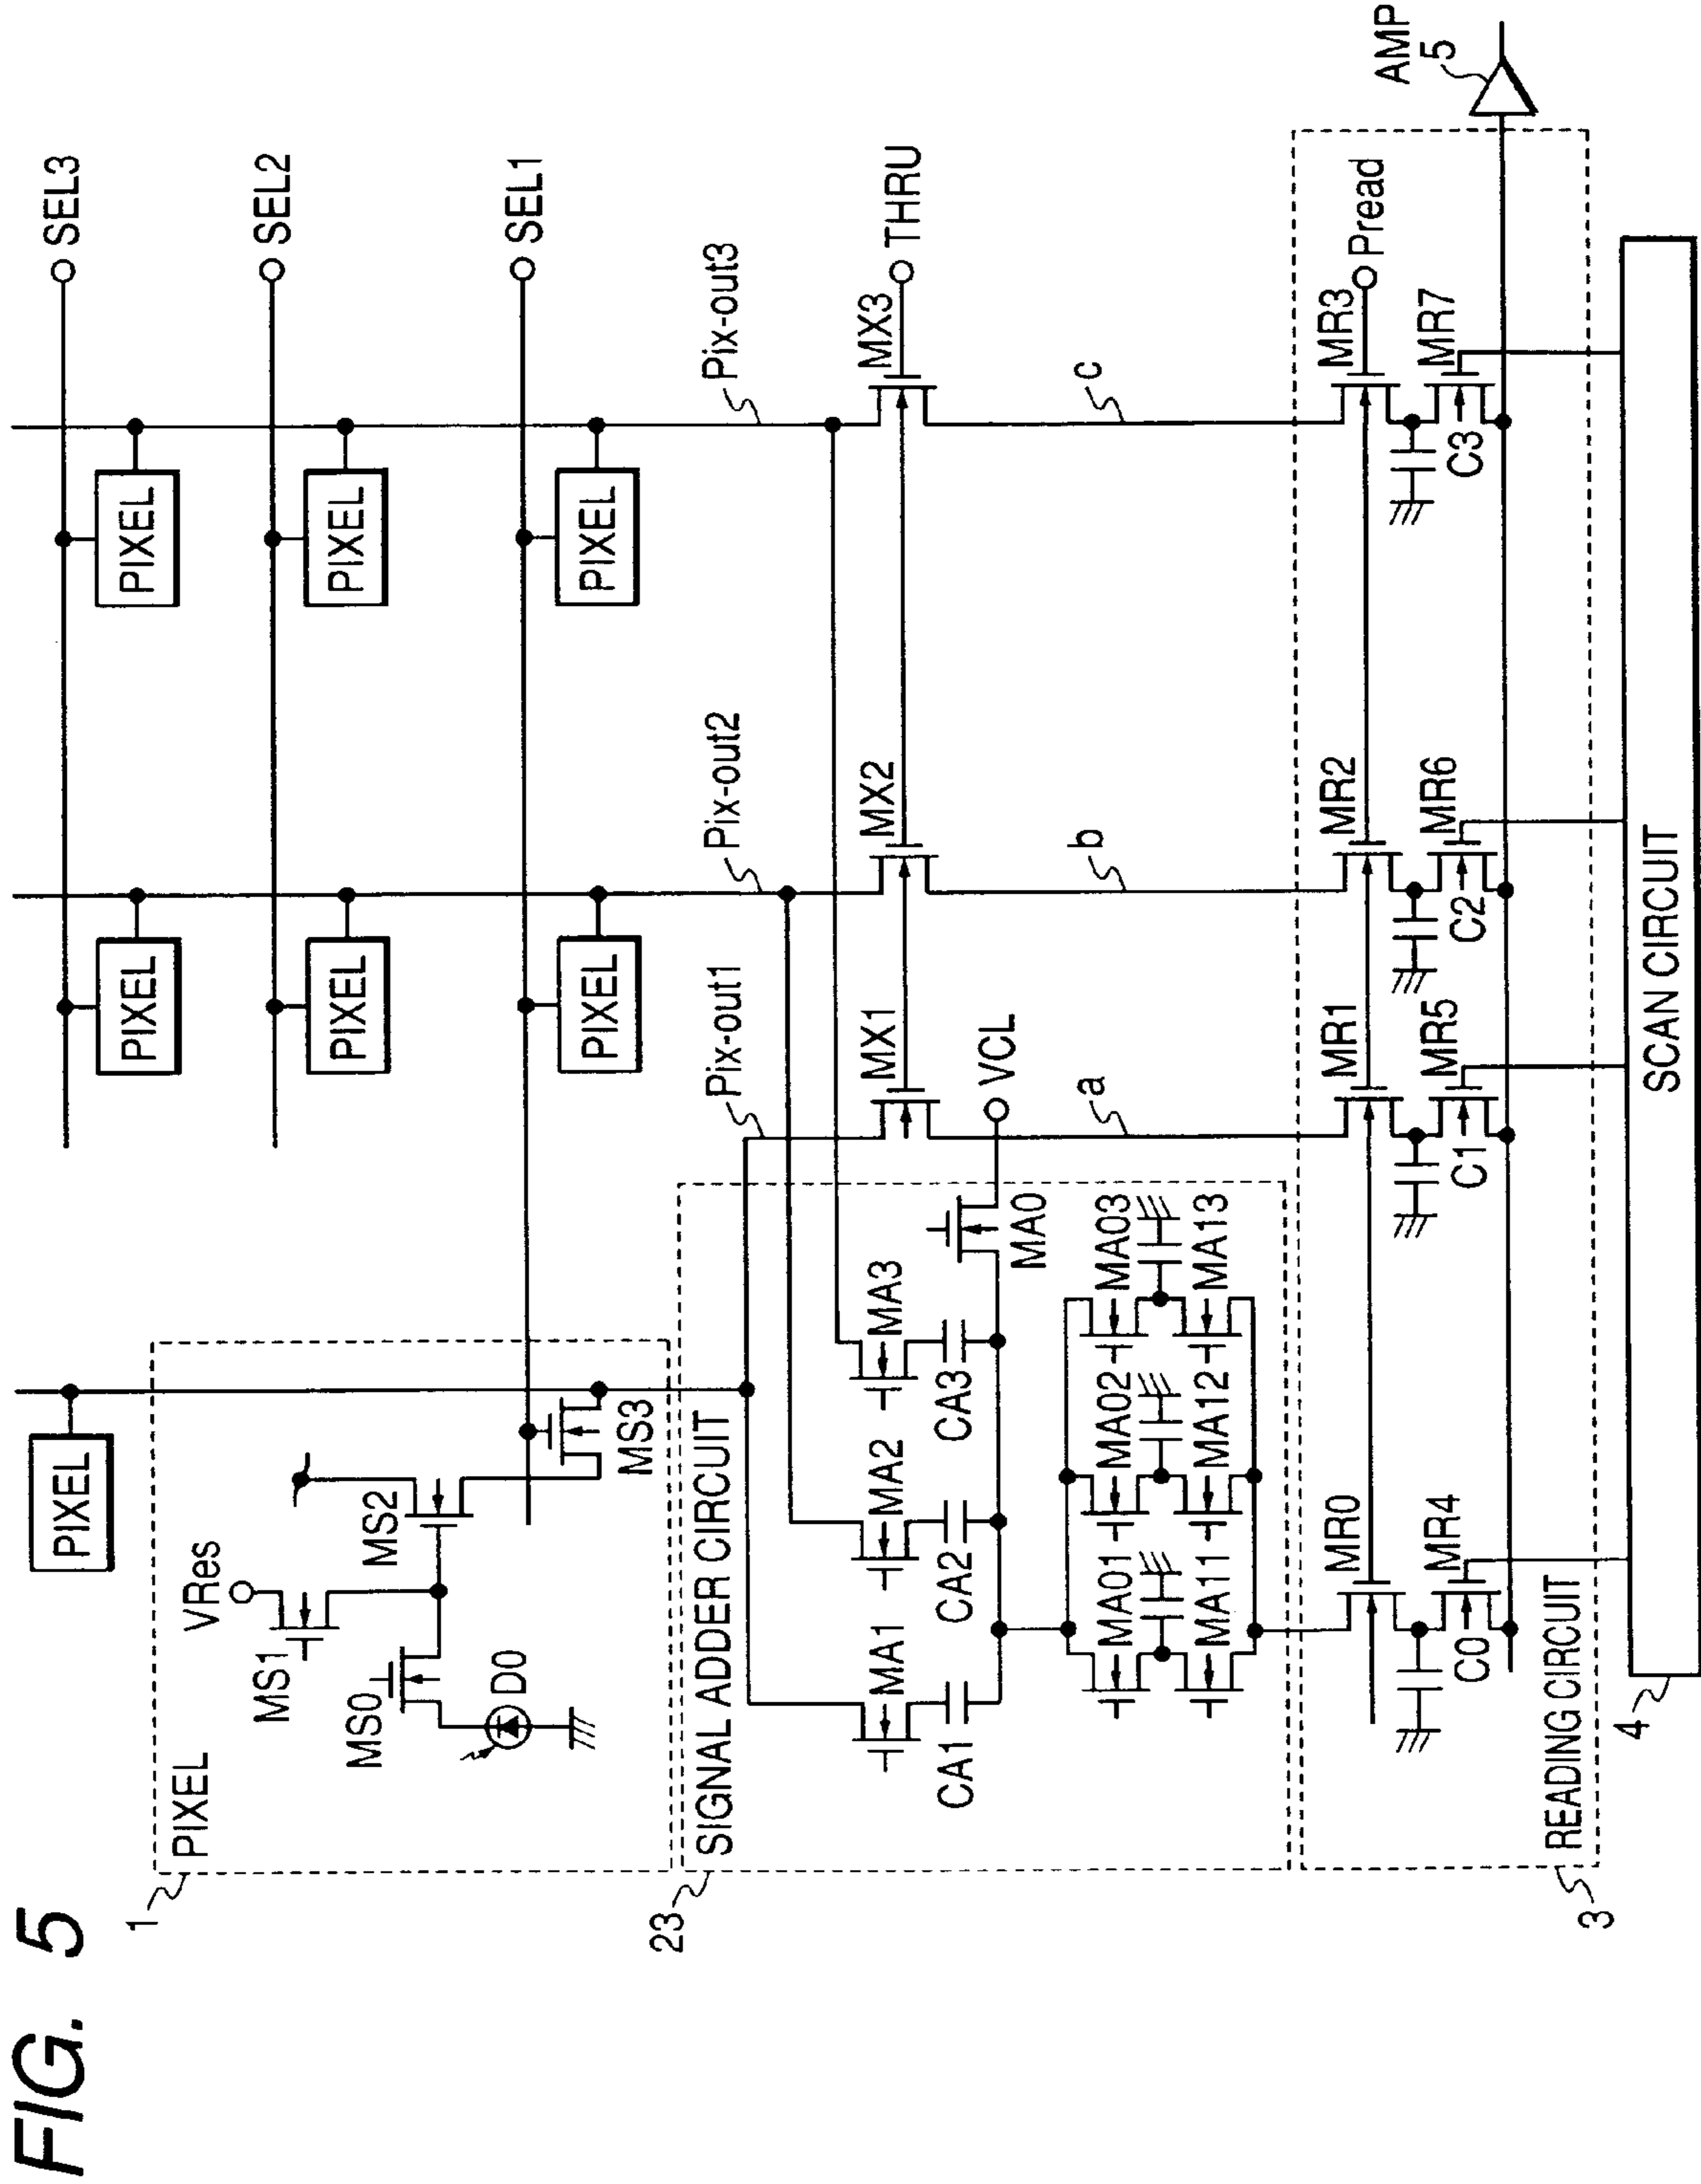 FIG. 5
PIXEL
PIXEL
PIXEL
SEL3
PIXEL
PIXEL
SEL2
1
PIXEL
VRes
MS1
MS2
MS0
D0
MS3
PIXEL
PIXEL
SEL1
23
SIGNAL ADDER CIRCUIT
Pix-out1
Pix-out2
Pix-out3
MA1
MA2
MA3
MX1
MX2
MX3
THRU
CA1
CA2
CA3
MA0
VCL
a
b
c
MA01
MA02
MA03
MA11
MA12
MA13
MR0
MR1
MR2
MR3
Pread
AMP
5
C0
MR4
C1
MR5
C2
MR6
C3
MR7
READING CIRCUIT
3
4
SCAN CIRCUIT